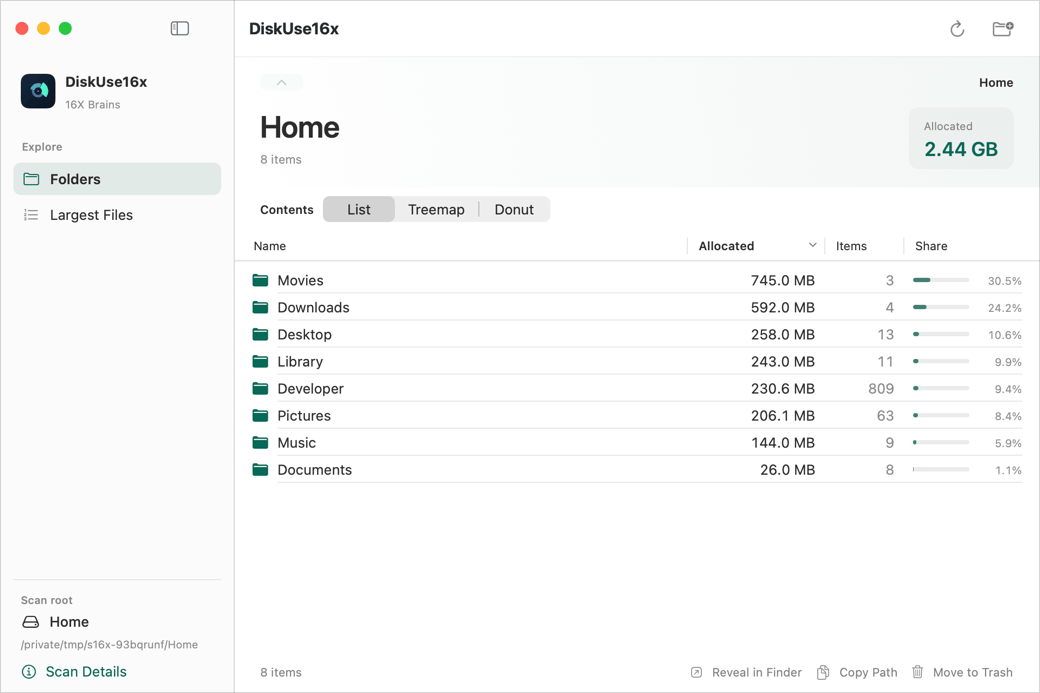 DiskUse16x
DiskUse16x
16X Brains
Explore
Folders
Largest Files
Home
Home
8 items
Allocated
2.44 GB
Contents List Treemap Donut
Name Allocated Items Share
Movies 745.0 MB 3 30.5%
Downloads 592.0 MB 4 24.2%
Desktop 258.0 MB 13 10.6%
Library 243.0 MB 11 9.9%
Developer 230.6 MB 809 9.4%
Pictures 206.1 MB 63 8.4%
Music 144.0 MB 9 5.9%
Documents 26.0 MB 8 1.1%
Scan root
Home
/private/tmp/s16x-93bqrunf/Home
Scan Details
8 items Reveal in Finder Copy Path Move to Trash